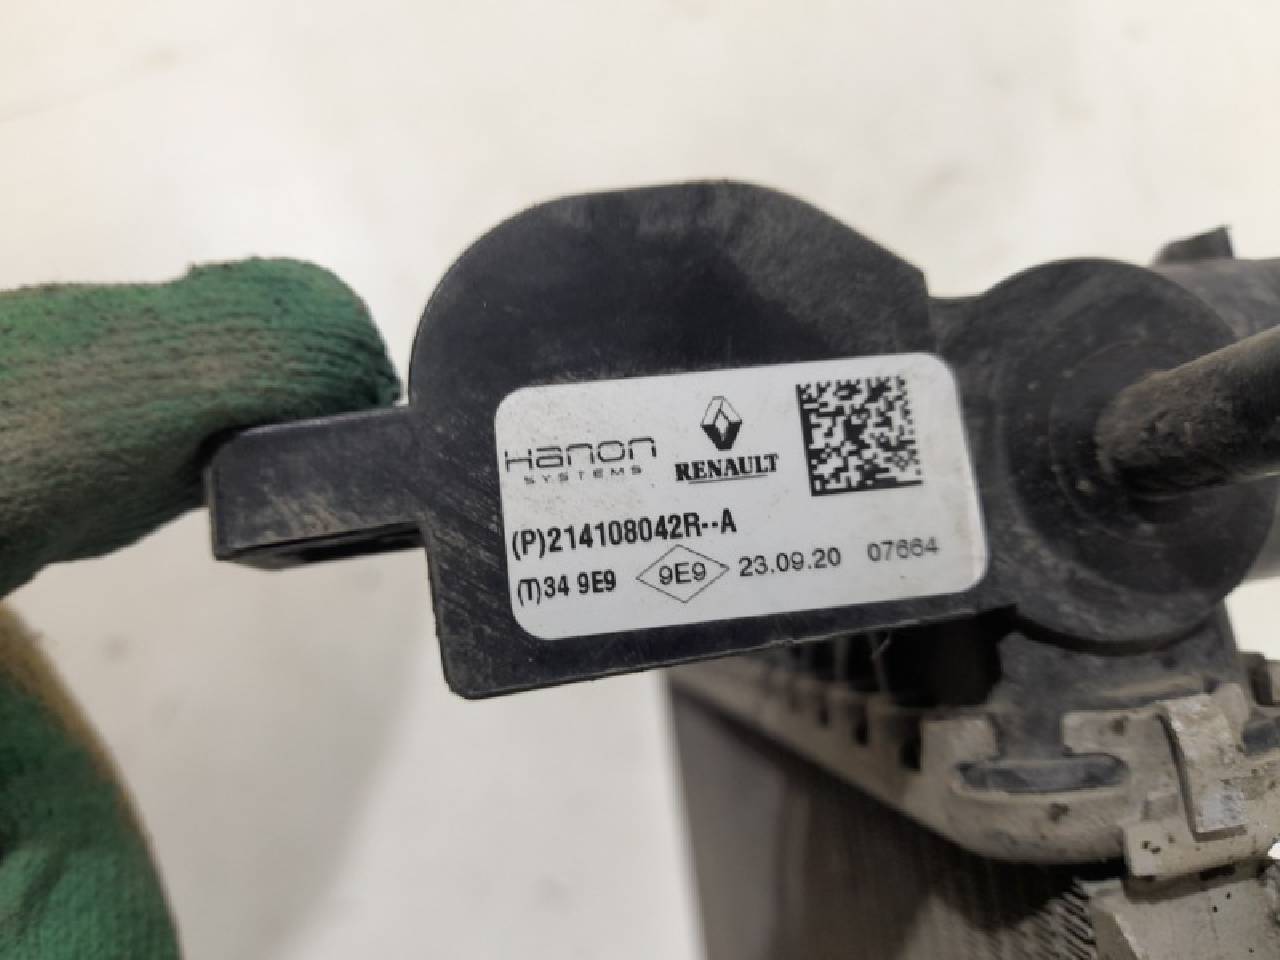 Hanon
SYSTEMS
RENAULT
(P)214108042R--A
(T)34 9E9 9E9 23.09.20 07664